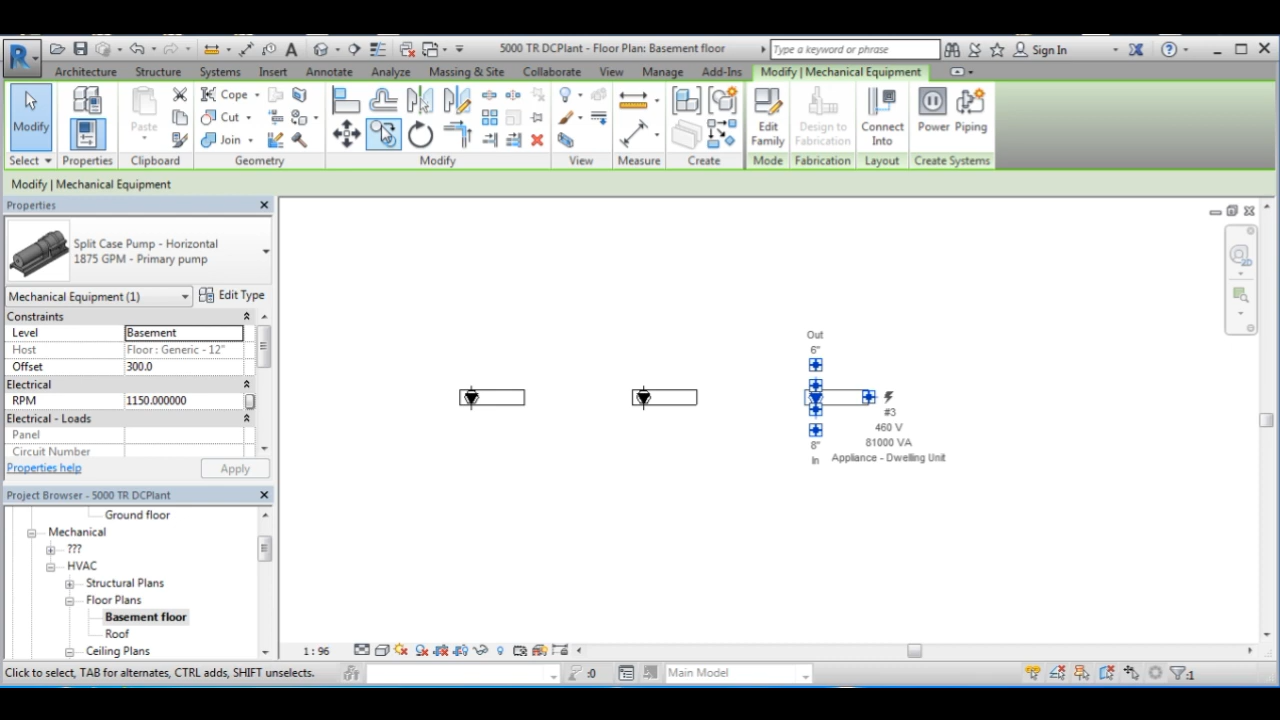 5000 TR DCPlant - Floor Plan: Basement floor
Type a keyword or phrase
Sign In
Architecture Structure Systems Insert Annotate Analyze Massing & Site Collaborate View Manage Add-Ins Modify | Mechanical Equipment
Modify
Paste
Cope
Cut
Join
Edit Family
Design to Fabrication
Connect Into
Power Piping
Select Properties Clipboard Geometry Modify View Measure Create Mode Fabrication Layout Create Systems
Modify | Mechanical Equipment
Properties
Split Case Pump - Horizontal
1875 GPM - Primary pump
Mechanical Equipment (1) Edit Type
Constraints
Level Basement
Host Floor : Generic - 12"
Offset 300.0
Electrical
RPM 1150.000000
Electrical - Loads
Panel
Circuit Number
Properties help Apply
Project Browser - 5000 TR DCPlant
Ground floor
Mechanical
???
HVAC
Structural Plans
Floor Plans
Basement floor
Roof
Ceiling Plans
Out
6"
#3
460 V
81000 VA
8"
In Appliance - Dwelling Unit
2D
1 : 96
Click to select, TAB for alternates, CTRL adds, SHIFT unselects.
:0
Main Model
:1